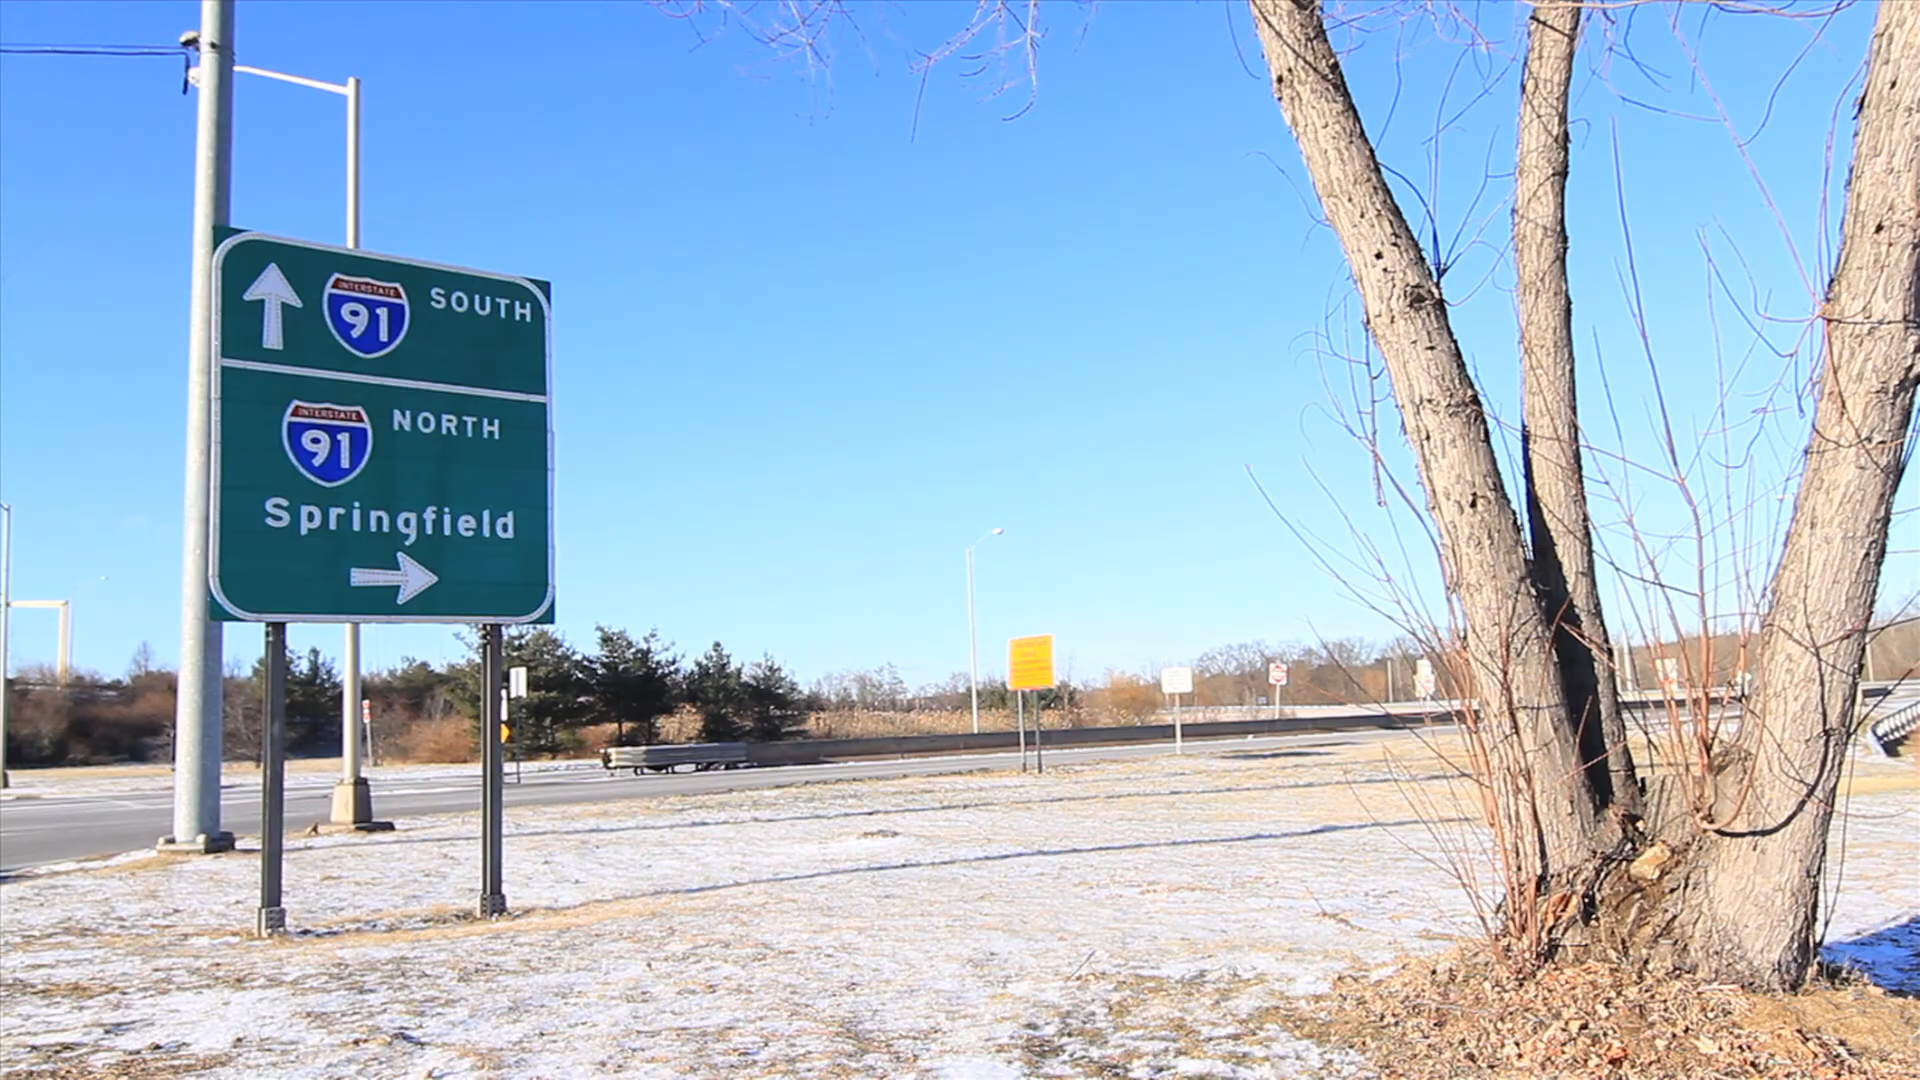 INTERSTATE
91 SOUTH
INTERSTATE
91 NORTH
Springfield